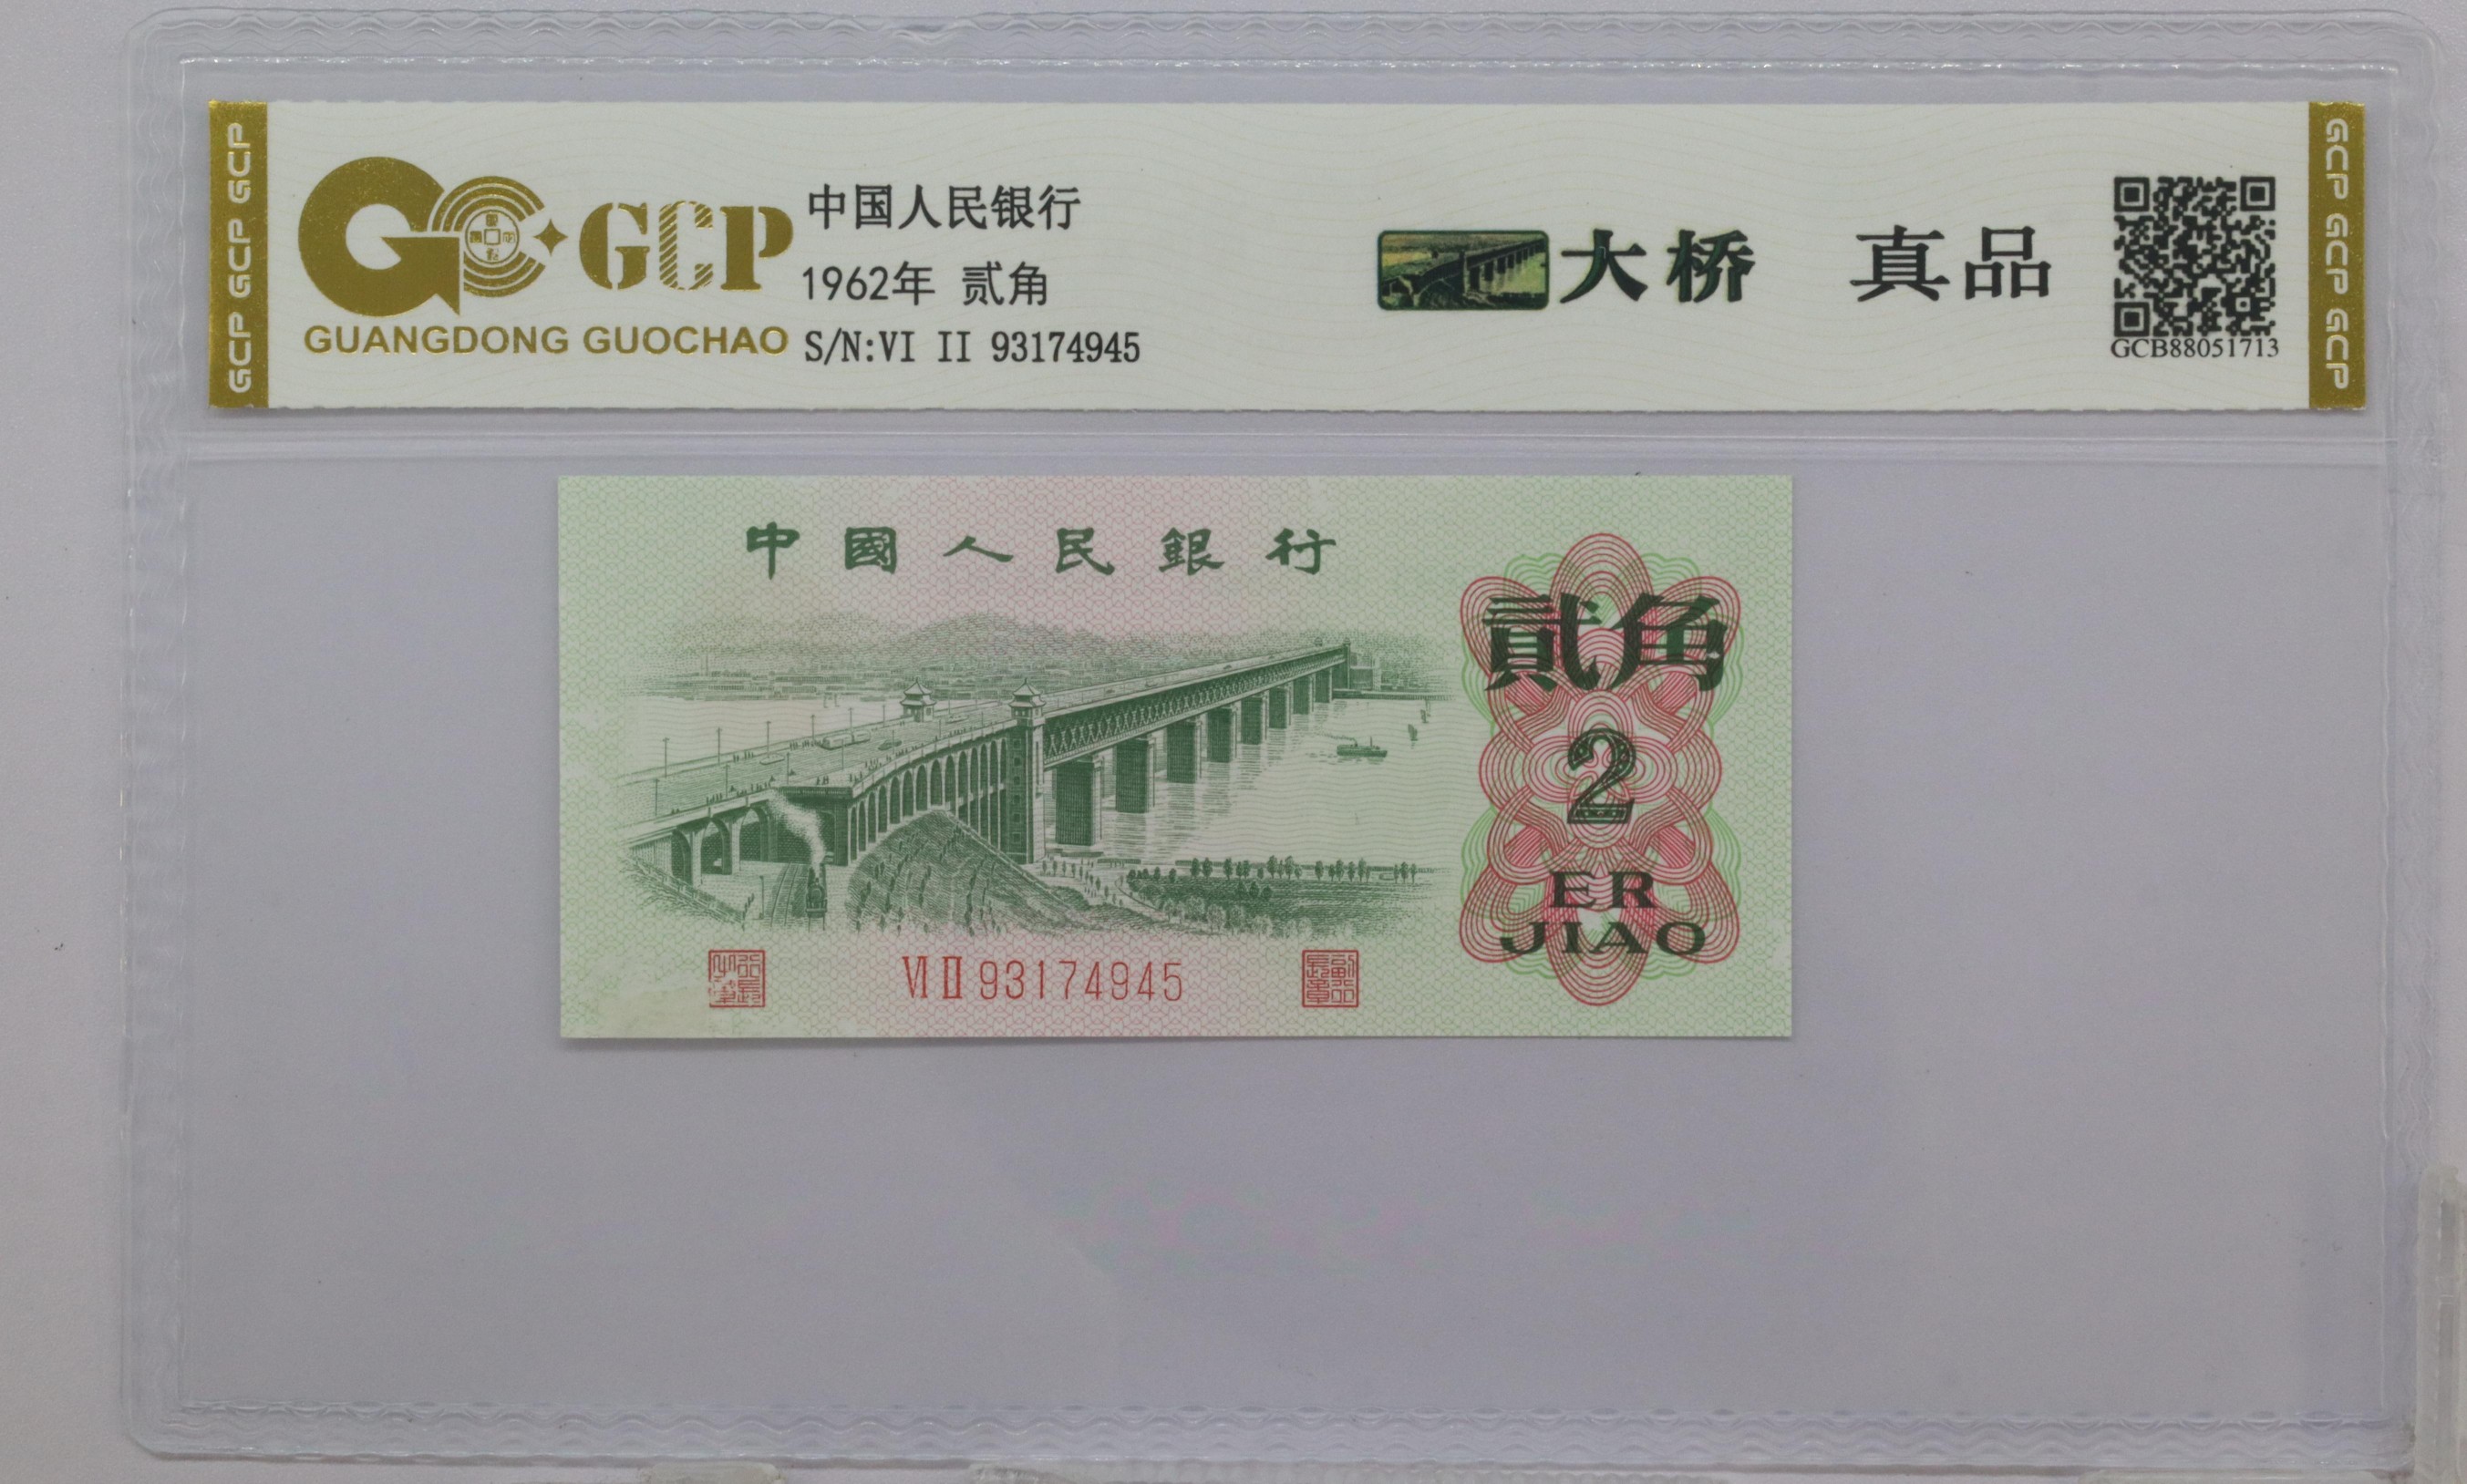 GCP GCP GCP
GCP
GUANGDONG GUOCHAO
中国人民银行
1962年 贰角
S/N:VI II 93174945
大桥 真品
GCB88051713
GCP GCP GCP
中國人民銀行
貳角
2
ER
JIAO
VI II 93174945